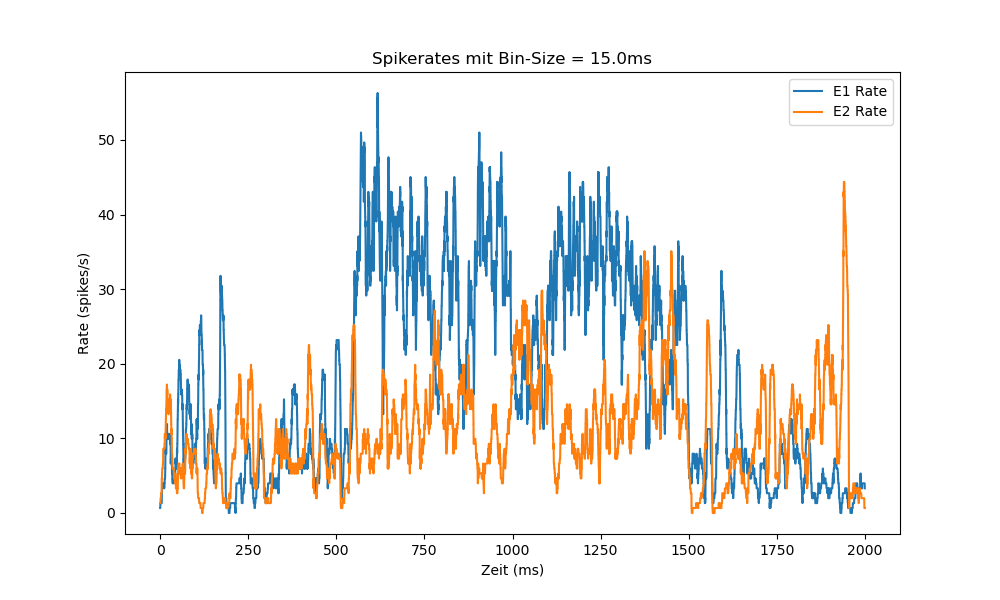 Spikerates mit Bin-Size = 15.0ms
E1 Rate
E2 Rate
Rate (spikes/s)
50
40
30
20
10
0
0 250 500 750 1000 1250 1500 1750 2000
Zeit (ms)